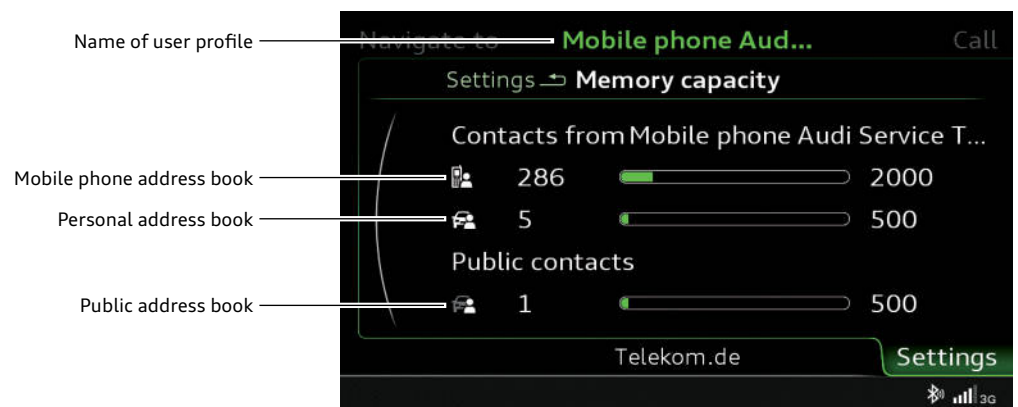 Name of user profile
Navigate to Mobile phone Aud... Call
Settings Memory capacity
Contacts from Mobile phone Audi Service T...
Mobile phone address book 286 2000
Personal address book 5 500
Public contacts
Public address book 1 500
Telekom.de Settings
3G